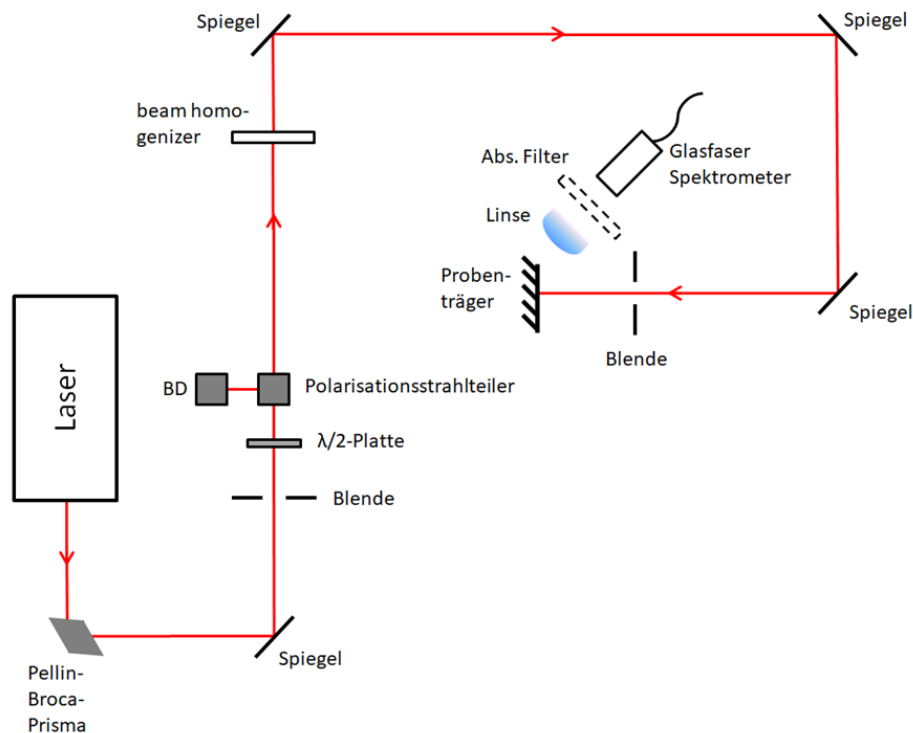 Spiegel
Spiegel
beam homo-
genizer
Abs. Filter
Glasfaser
Spektrometer
Linse
Proben-
träger
Spiegel
Blende
Laser
BD
Polarisationsstrahlteiler
λ/2-Platte
Blende
Spiegel
Pellin-
Broca-
Prisma